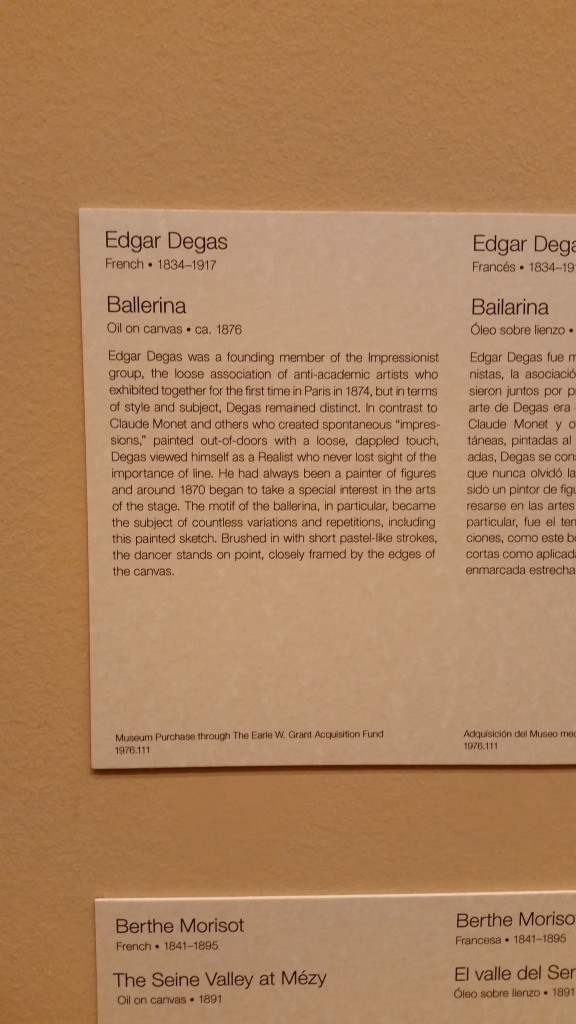 Edgar Degas
French • 1834–1917
Ballerina
Oil on canvas • ca. 1876
Edgar Degas was a founding member of the Impressionist
group, the loose association of anti-academic artists who
exhibited together for the first time in Paris in 1874, but in terms
of style and subject, Degas remained distinct. In contrast to
Claude Monet and others who created spontaneous “impres-
sions,” painted out-of-doors with a loose, dappled touch,
Degas viewed himself as a Realist who never lost sight of the
importance of line. He had always been a painter of figures
and around 1870 began to take a special interest in the arts
of the stage. The motif of the ballerina, in particular, became
the subject of countless variations and repetitions, including
this painted sketch. Brushed in with short pastel-like strokes,
the dancer stands on point, closely framed by the edges of
the canvas.
Museum Purchase through The Earle W. Grant Acquisition Fund
1976.111
Edgar Dega
Francés • 1834–19
Bailarina
Óleo sobre lienzo •
Edgar Degas fue m
nistas, la asociació
sieron juntos por p
arte de Degas era
Claude Monet y o
táneas, pintadas al
adas, Degas se con
que nunca olvidó la
sido un pintor de figu
resarse en las artes
particular, fue el ten
ciones, como este bo
cortas como aplicada
enmarcada estrecha
Adquisición del Museo med
1976.111
Berthe Morisot
French • 1841–1895
The Seine Valley at Mézy
Oil on canvas • 1891
Berthe Moriso
Francesa • 1841–1895
El valle del Sen
Óleo sobre lienzo • 1891